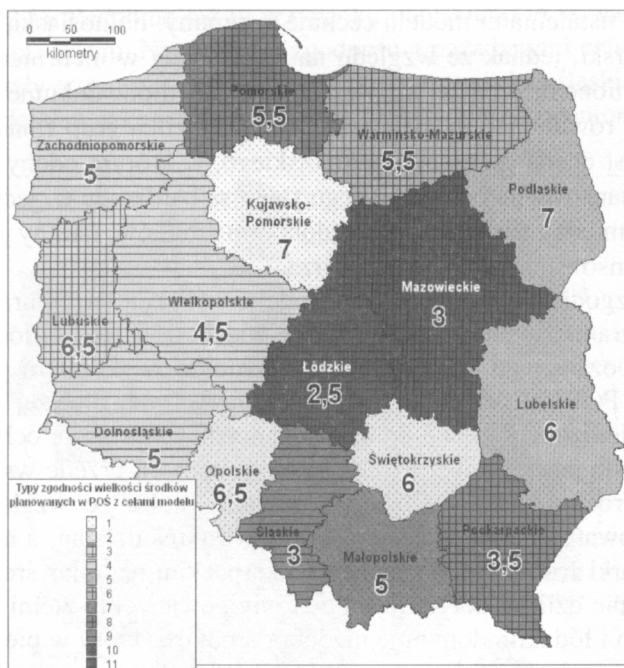 0 50 100
kilometry
Pomorskie
5,5
Zachodniopomorskie
5
Warmińsko-Mazurskie
5,5
Podlaskie
7
Kujawsko-
Pomorskie
7
Mazowieckie
3
Wielkopolskie
4,5
Lubuskie
6,5
Łódzkie
2,5
Lubelskie
6
Dolnośląskie
5
Opolskie
6,5
Świętokrzyskie
6
Śląskie
3
Małopolskie
5
Podkarpackie
3,5
Typy zgodności wielkości środków
planowanych w POŚ z celami modelu
1
2
3
4
5
6
7
8
9
10
11